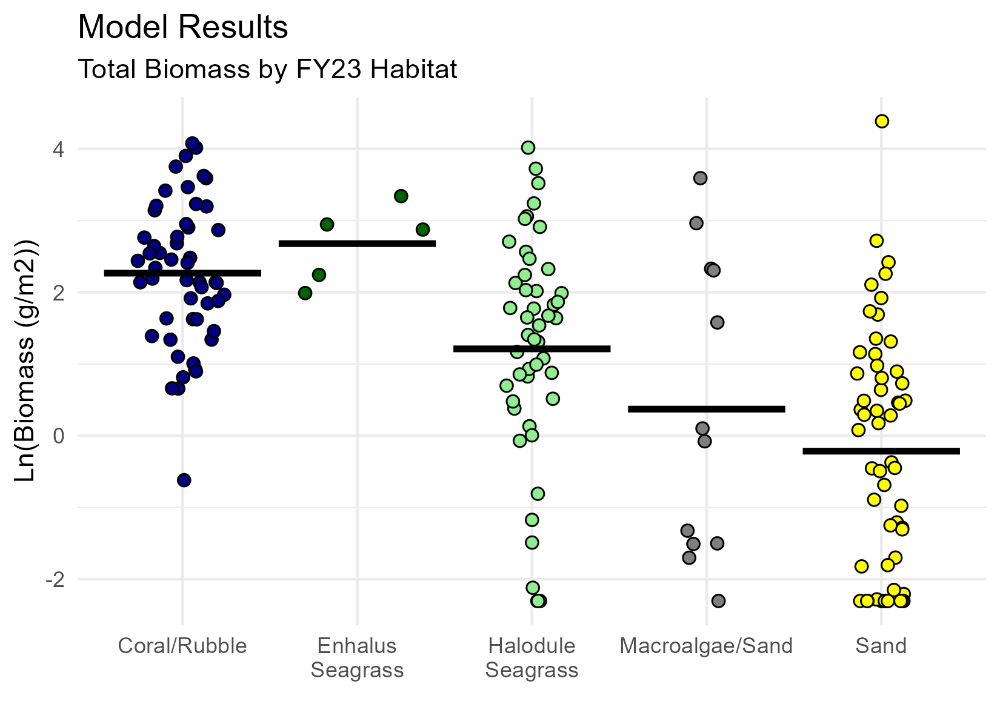 Model Results
Total Biomass by FY23 Habitat
Ln(Biomass (g/m2))
4
2
0
-2
Coral/Rubble
Enhalus
Seagrass
Halodule
Seagrass
Macroalgae/Sand
Sand